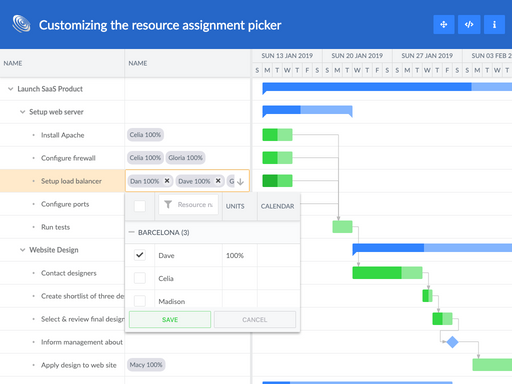 Customizing the resource assignment picker
NAME NAME
SUN 13 JAN 2019 SUN 20 JAN 2019 SUN 27 JAN 2019 SUN 03 FEB 2
S M T W T F S S M T W T F S S M T W T F S S M T W
Launch SaaS Product
Setup web server
Install Apache Celia 100%
Configure firewall Celia 100% Gloria 100%
Setup load balancer Dan 100% Dave 100% G
Configure ports
Run tests
Website Design
Contact designers
Create shortlist of three de
Select & review final design
Inform management about
Apply design to web site Macy 100%
Resource n UNITS CALENDAR
BARCELONA (3)
Dave 100%
Celia
Madison
SAVE CANCEL